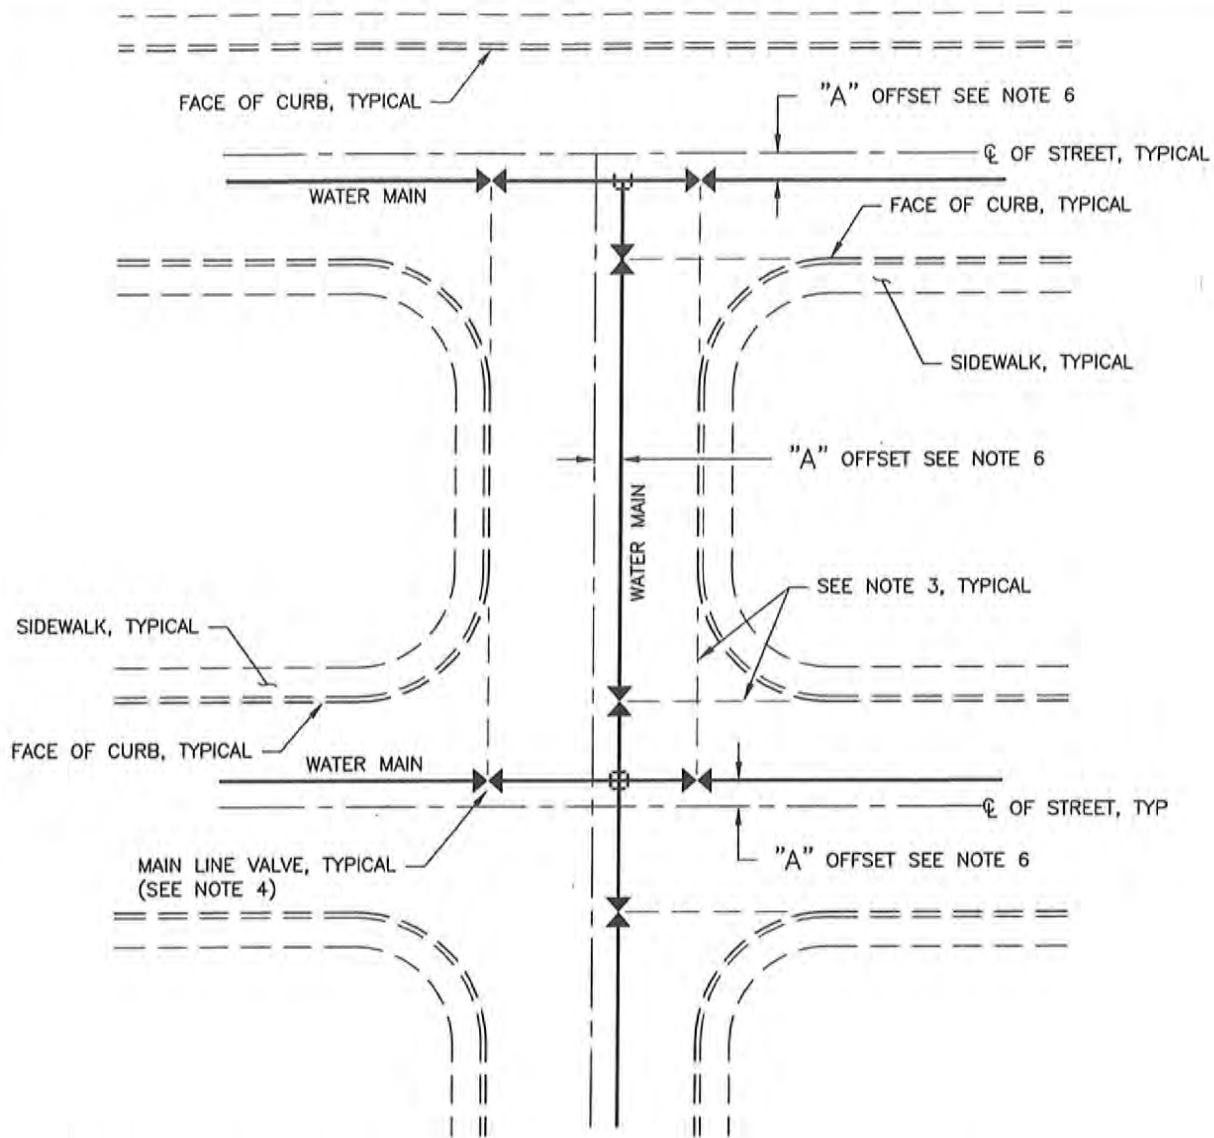 FACE OF CURB, TYPICAL
"A" OFFSET SEE NOTE 6
℄ OF STREET, TYPICAL
WATER MAIN
FACE OF CURB, TYPICAL
SIDEWALK, TYPICAL
"A" OFFSET SEE NOTE 6
WATER MAIN
SEE NOTE 3, TYPICAL
SIDEWALK, TYPICAL
FACE OF CURB, TYPICAL
WATER MAIN
℄ OF STREET, TYP
MAIN LINE VALVE, TYPICAL
(SEE NOTE 4)
"A" OFFSET SEE NOTE 6